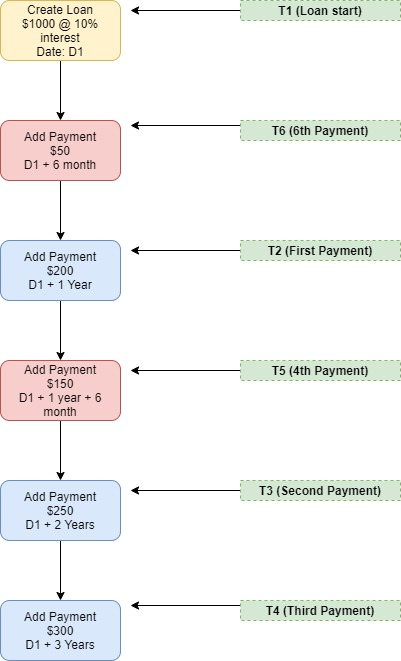 Create Loan
$1000 @ 10%
interest
Date: D1
T1 (Loan start)
Add Payment
$50
D1 + 6 month
T6 (6th Payment)
Add Payment
$200
D1 + 1 Year
T2 (First Payment)
Add Payment
$150
D1 + 1 year + 6
month
T5 (4th Payment)
Add Payment
$250
D1 + 2 Years
T3 (Second Payment)
Add Payment
$300
D1 + 3 Years
T4 (Third Payment)